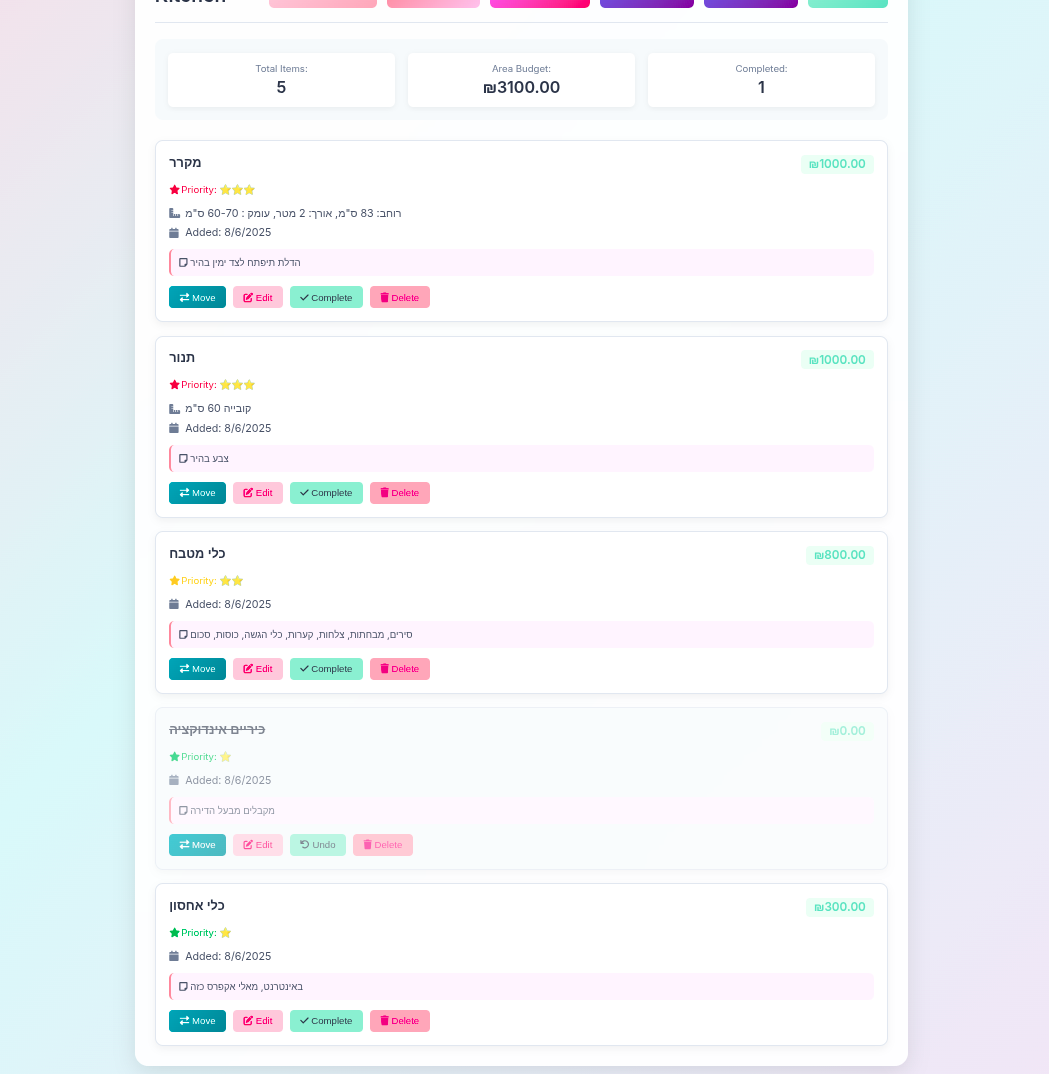 Total Items:
5
Area Budget:
₪3100.00
Completed:
1
מקרר
₪1000.00
Priority: ⭐⭐⭐
רוחב: 83 ס"מ, אורך: 2 מטר, עומק : 60-70 ס"מ
Added: 8/6/2025
הדלת תיפתח לצד ימין בהיר
Move Edit Complete Delete
תנור
₪1000.00
Priority: ⭐⭐⭐
קובייה 60 ס"מ
Added: 8/6/2025
צבע בהיר
Move Edit Complete Delete
כלי מטבח
₪800.00
Priority: ⭐⭐
Added: 8/6/2025
סירים, מבחתות, צלחות, קערות, כלי הגשה, כוסות, סכום
Move Edit Complete Delete
כיריים אינדוקציה
₪0.00
Priority: ⭐
Added: 8/6/2025
מקבלים מבעל הדירה
Move Edit Undo Delete
כלי אחסון
₪300.00
Priority: ⭐
Added: 8/6/2025
באינטרנט, מאלי אקפרס כזה
Move Edit Complete Delete